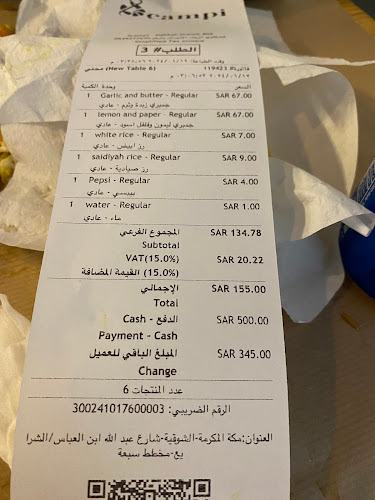 campi
الطلب# 3
فاتورة# 119423
محلي (New Table 6)
السعر وحدة الكمية
1 Garlic and butter - Regular SAR 67.00
جمبري زبدة وثوم - عادي
1 lemon and paper - Regular SAR 67.00
جمبري ليمون وفلفل اسود - عادي
1 white rice - Regular SAR 7.00
رز ابيض - عادي
1 saidiyah rice - Regular SAR 9.00
رز صيادية - عادي
1 Pepsi - Regular SAR 4.00
بيبسي - عادي
1 water - Regular SAR 1.00
ماء - عادي
المجموع الفرعي SAR 134.78
Subtotal
VAT(15.0%) SAR 20.22
القيمة المضافة (15.0%)
الإجمالي SAR 155.00
Total
Cash - الدفع SAR 500.00
Payment - Cash
المبلغ الباقي للعميل SAR 345.00
Change
عدد المنتجات 6
الرقم الضريبي: 300241017600003
العنوان:مكة المكرمة-الشوقية-شارع عبد الله ابن العباس/الشرا
يع-مخطط سبعة